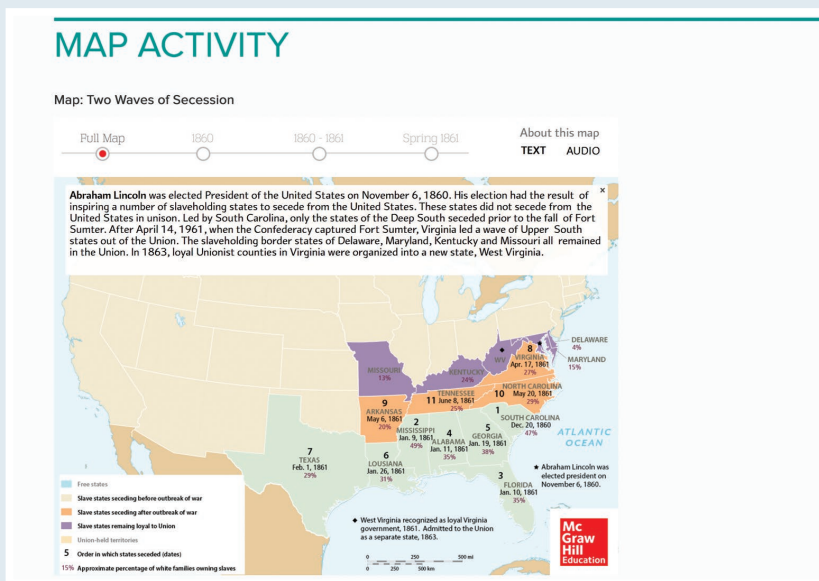 MAP ACTIVITY
Map: Two Waves of Secession
Full Map
1860
1860 - 1861
Spring 1861
About this map
TEXT AUDIO
Abraham Lincoln was elected President of the United States on November 6, 1860. His election had the result of
inspiring a number of slaveholding states to secede from the United States. These states did not secede from the
United States in unison. Led by South Carolina, only the states of the Deep South seceded prior to the fall of Fort
Sumter. After April 14, 1961, when the Confederacy captured Fort Sumter, Virginia led a wave of Upper South
states out of the Union. The slaveholding border states of Delaware, Maryland, Kentucky and Missouri all remained
in the Union. In 1863, loyal Unionist counties in Virginia were organized into a new state, West Virginia.
x
DELAWARE
4%
MARYLAND
15%
WV
8
VIRGINIA
Apr. 17, 1861
27%
MISSOURI
13%
KENTUCKY
24%
NORTH CAROLINA
10 May 20, 1861
29%
TENNESSEE
11 June 8, 1861
25%
9
ARKANSAS
May 6, 1861
20%
1
SOUTH CAROLINA
Dec. 20, 1860
47%
2
MISSISSIPPI
Jan. 9, 1861
49%
4
ALABAMA
Jan. 11, 1861
35%
5
GEORGIA
Jan. 19, 1861
38%
ATLANTIC
OCEAN
7
TEXAS
Feb. 1, 1861
29%
6
LOUSIANA
Jan. 26, 1861
31%
3
FLORIDA
Jan. 10, 1861
35%
★ Abraham Lincoln was
elected president on
November 6, 1860.
Free states
Slave states seceding before outbreak of war
Slave states seceding after outbreak of war
Slave states remaing loyal to Union
Union-held territories
5 Order in which states seceded (dates)
15% Approximate percentage of white families owning slaves
◆ West Virginia recognized as loyal Virginia
government, 1861. Admitted to the Union
as a separate state, 1863.
0 250 500 mi
0 250 500 km
Mc
Graw
Hill
Education